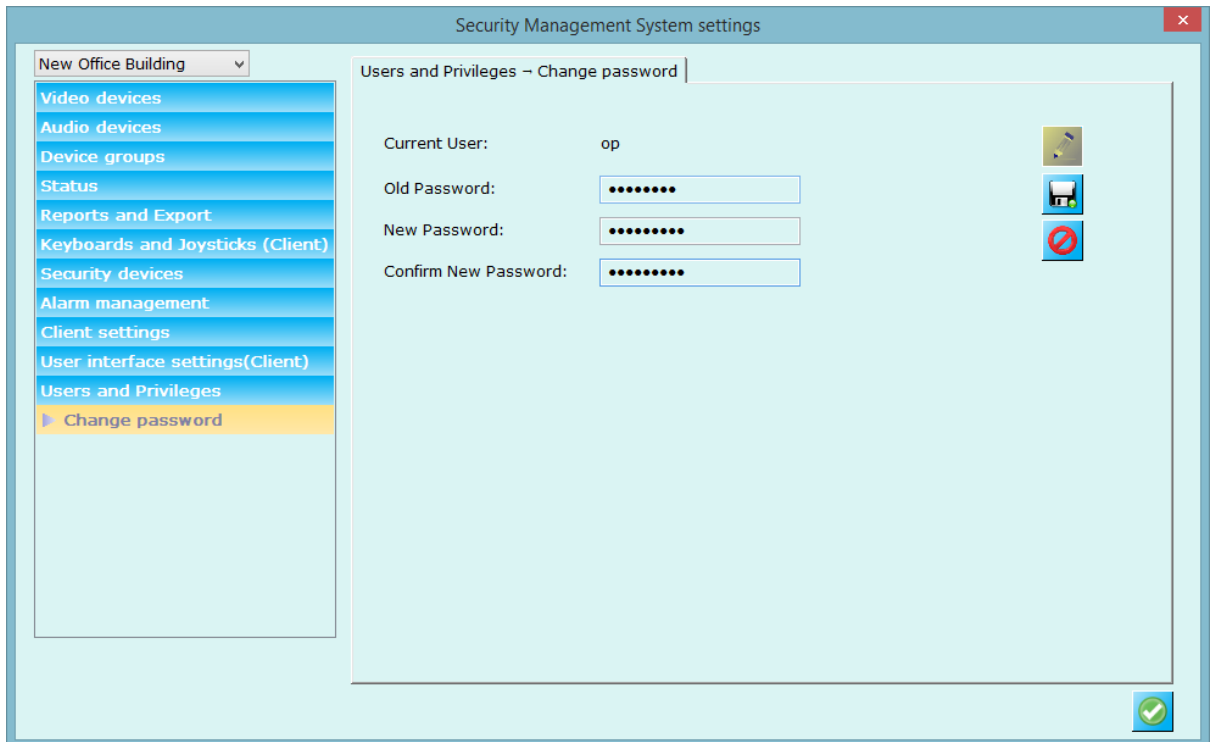 Security Management System settings
New Office Building
Video devices
Audio devices
Device groups
Status
Reports and Export
Keyboards and Joysticks (Client)
Security devices
Alarm management
Client settings
User interface settings(Client)
Users and Privileges
Change password
Users and Privileges ¬ Change password
Current User: op
Old Password: ••••••••
New Password: •••••••••
Confirm New Password: •••••••••